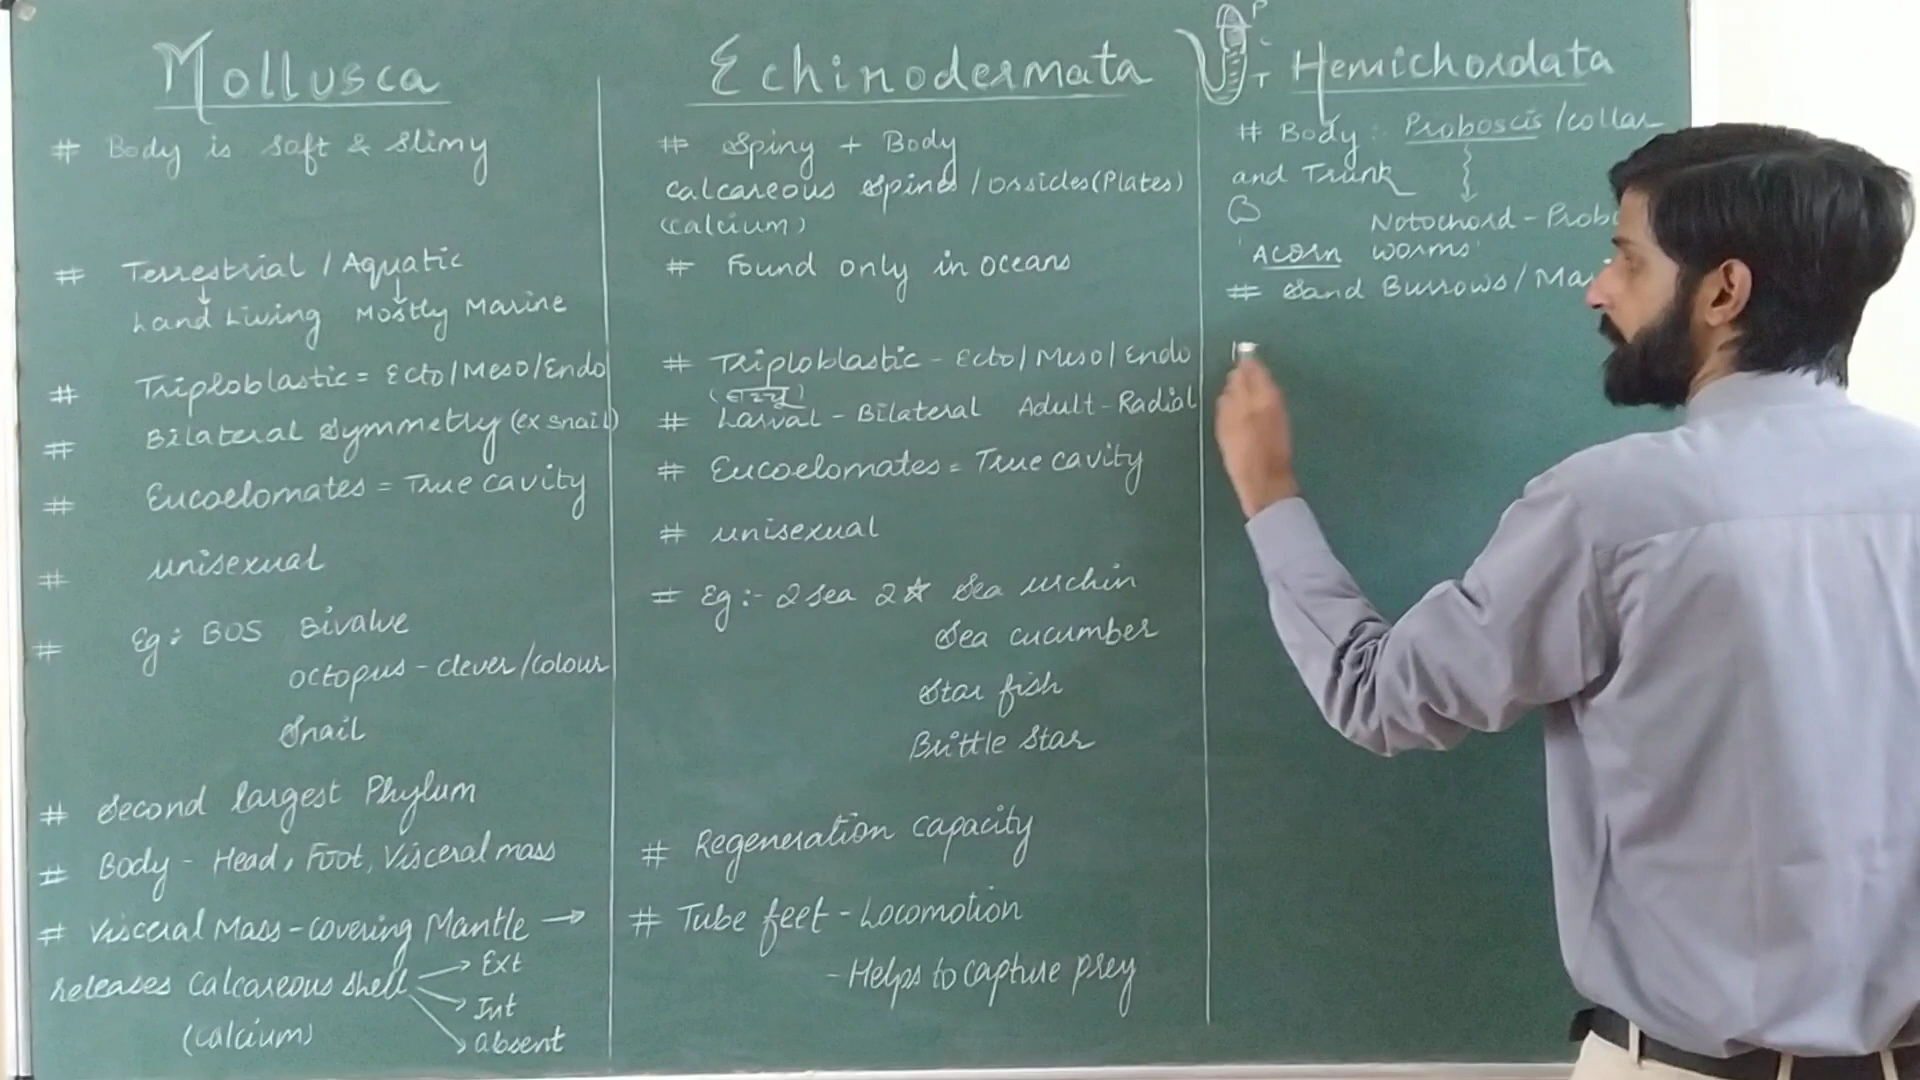 Mollusca
# Body is soft & slimy
# Terrestrial / Aquatic
Land Living Mostly Marine
# Triploblastic = Ecto/Meso/Endo
# Bilateral Symmetry (ex snail)
# Eucoelomates = True cavity
# unisexual
# Eg: BOS Bivalve
octopus - clever/colour
Snail
# Second largest Phylum
# Body - Head, Foot, Visceral mass
# Visceral Mass - covering Mantle →
releases Calcareous shell → Ext
→ Int
(calcium) → absent
Echinodermata
# Spiny + Body
calcareous spines / ossicles (Plates)
(calcium)
# Found only in oceans
# Triploblastic - Ecto/Meso/Endo
# Larval - Bilateral Adult - Radial
# Eucoelomates = True cavity
# unisexual
# Eg:- 2 sea 2☆ Sea urchin
Sea cucumber
Star fish
Brittle Star
# Regeneration capacity
# Tube feet - Locomotion
- Helps to capture prey
P
C
T
Hemichordata
# Body: Proboscis / collar
and Trunk
Notochord - Probo
'Acorn worms'
# Sand Burrows / Ma